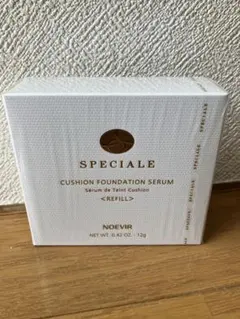 SPECIALE
CUSHION FOUNDATION SERUM
Sérum de Teint Cushion
<REFILL>
NOEVIR
NET WT. 0.42 OZ. - 12g